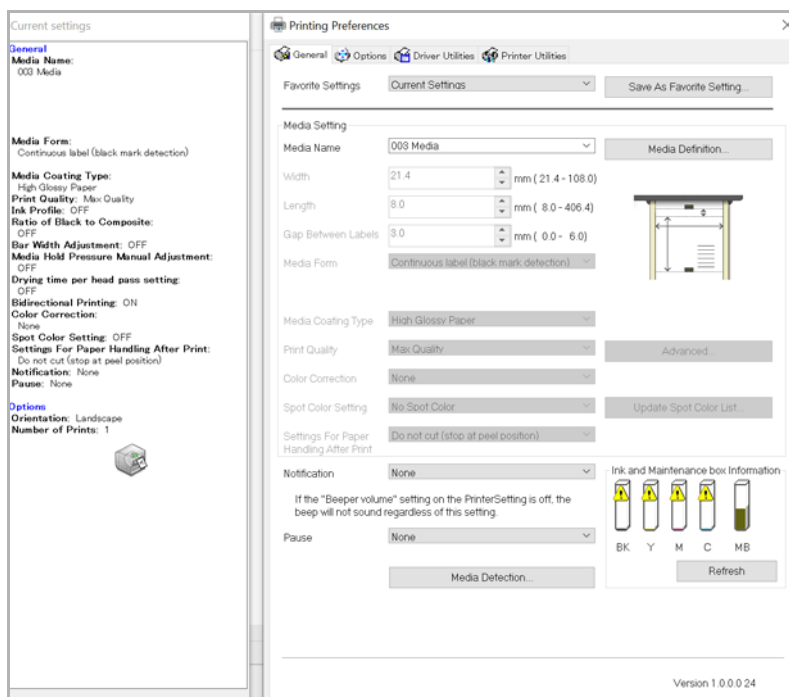 Current settings
General
Media Name:
003 Media
Media Form:
Continuous label (black mark detection)
Media Coating Type:
High Glossy Paper
Print Quality: Max Quality
Ink Profile: OFF
Ratio of Black to Composite:
OFF
Bar Width Adjustment: OFF
Media Hold Pressure Manual Adjustment:
OFF
Drying time per head pass setting:
OFF
Bidirectional Printing: ON
Color Correction:
None
Spot Color Setting: OFF
Settings For Paper Handling After Print:
Do not cut (stop at peel position)
Notification: None
Pause: None
Options
Orientation: Landscape
Number of Prints: 1
Printing Preferences
General Options Driver Utilities Printer Utilities
Favorite Settings Current Settings Save As Favorite Setting...
Media Setting
Media Name 003 Media Media Definition...
Width 21.4 mm ( 21.4 - 108.0)
Length 8.0 mm ( 8.0 - 406.4)
Gap Between Labels 3.0 mm ( 0.0 - 6.0)
Media Form Continuous label (black mark detection)
Media Coating Type High Glossy Paper
Print Quality Max Quality Advanced...
Color Correction None
Spot Color Setting No Spot Color Update Spot Color List...
Settings For Paper
Handling After Print Do not cut (stop at peel position)
Notification None
If the "Beeper volume" setting on the PrinterSetting is off, the
beep will not sound regardless of this setting.
Pause None
Media Detection...
Ink and Maintenance box Information
BK Y M C MB
Refresh
Version 1.0.0.0 24